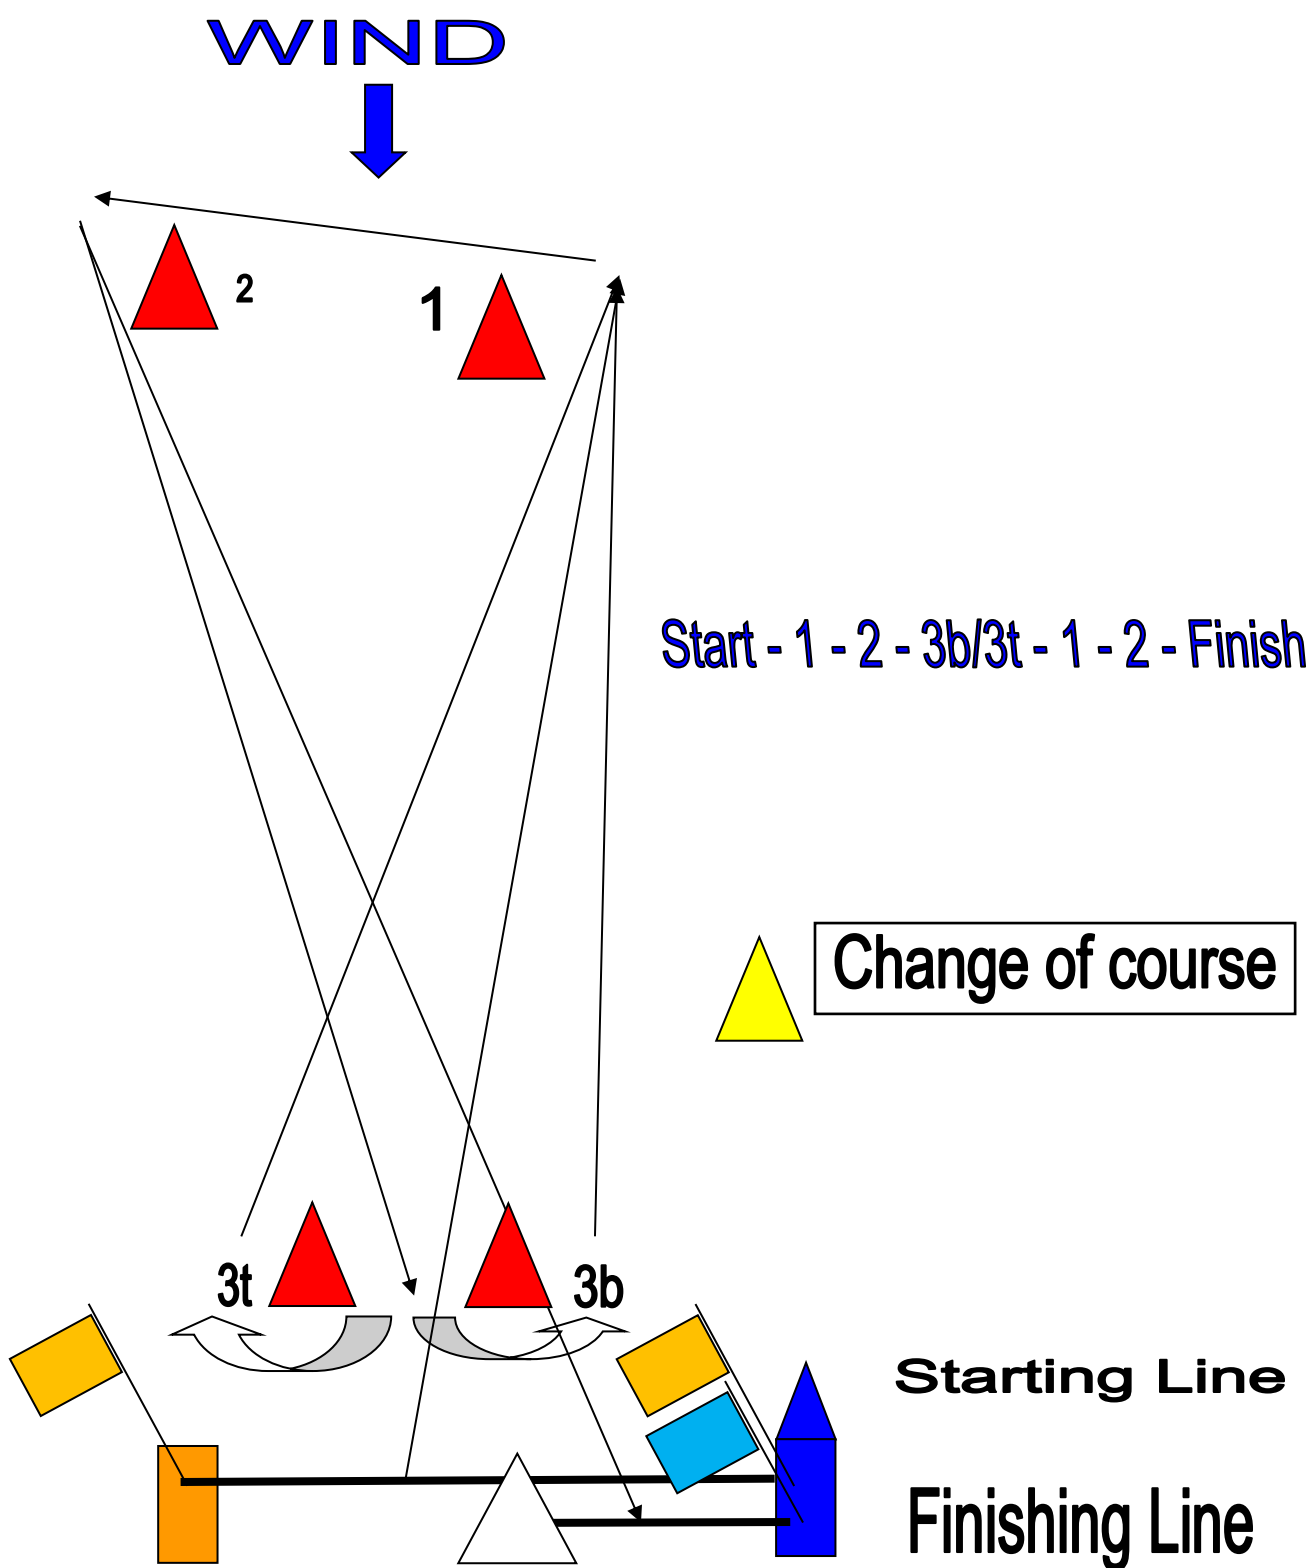 WIND
2
1
Start - 1 - 2 - 3b/3t - 1 - 2 - Finish
Change of course
3t
3b
Starting Line
Finishing Line